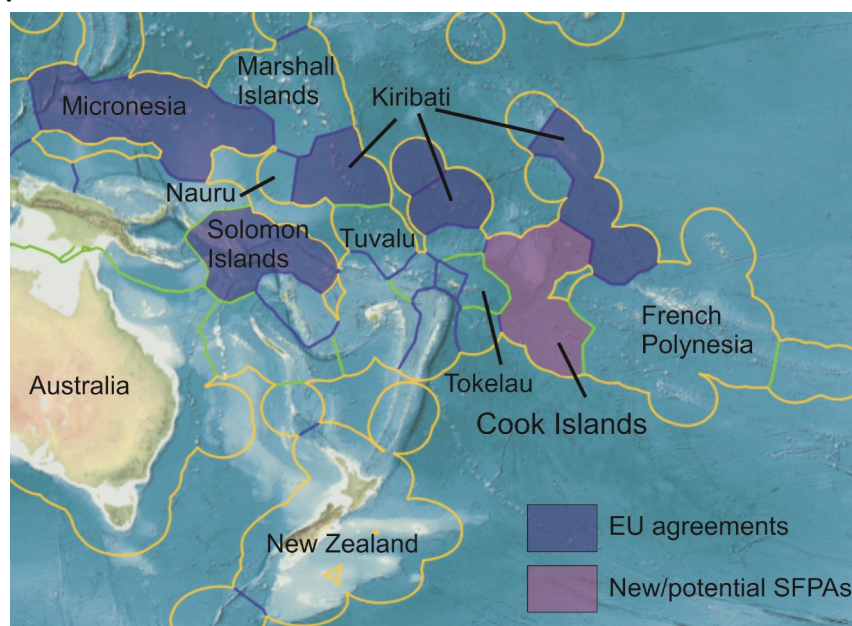 Marshall
Islands
Micronesia
Kiribati
Nauru
Solomon
Islands
Tuvalu
French
Polynesia
Australia
Tokelau
Cook Islands
New Zealand
EU agreements
New/potential SFPAs